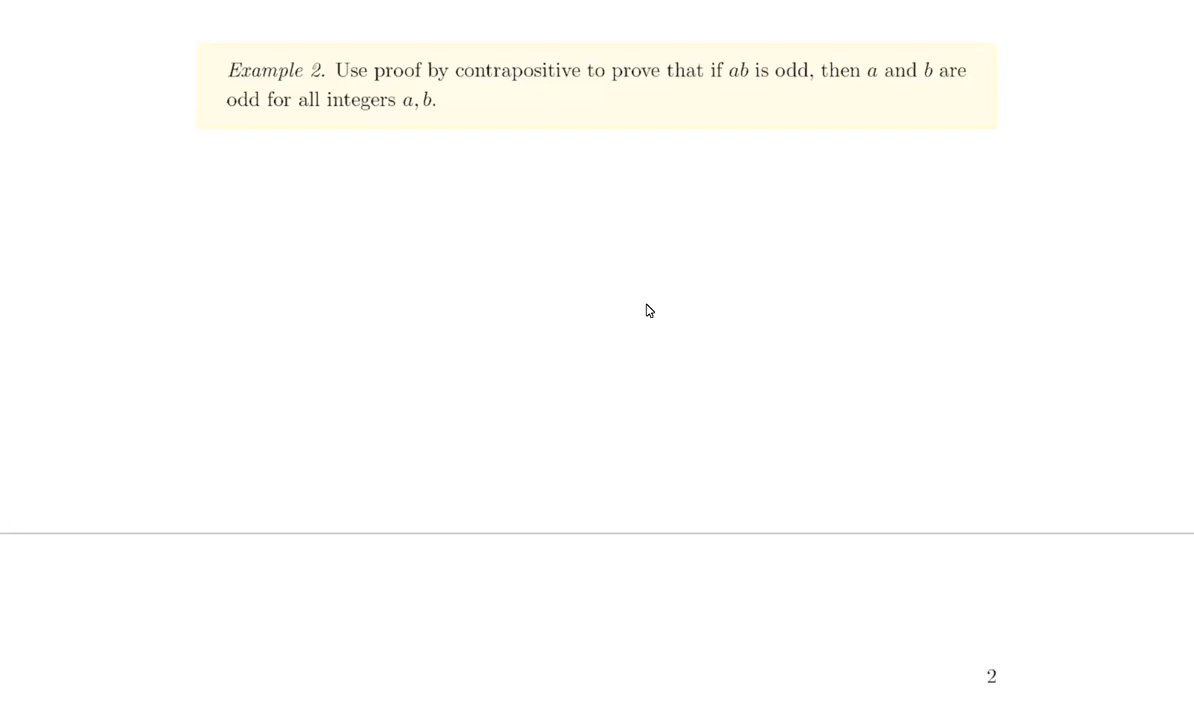 Example 2. Use proof by contrapositive to prove that if ab is odd, then a and b are
odd for all integers a, b.
2